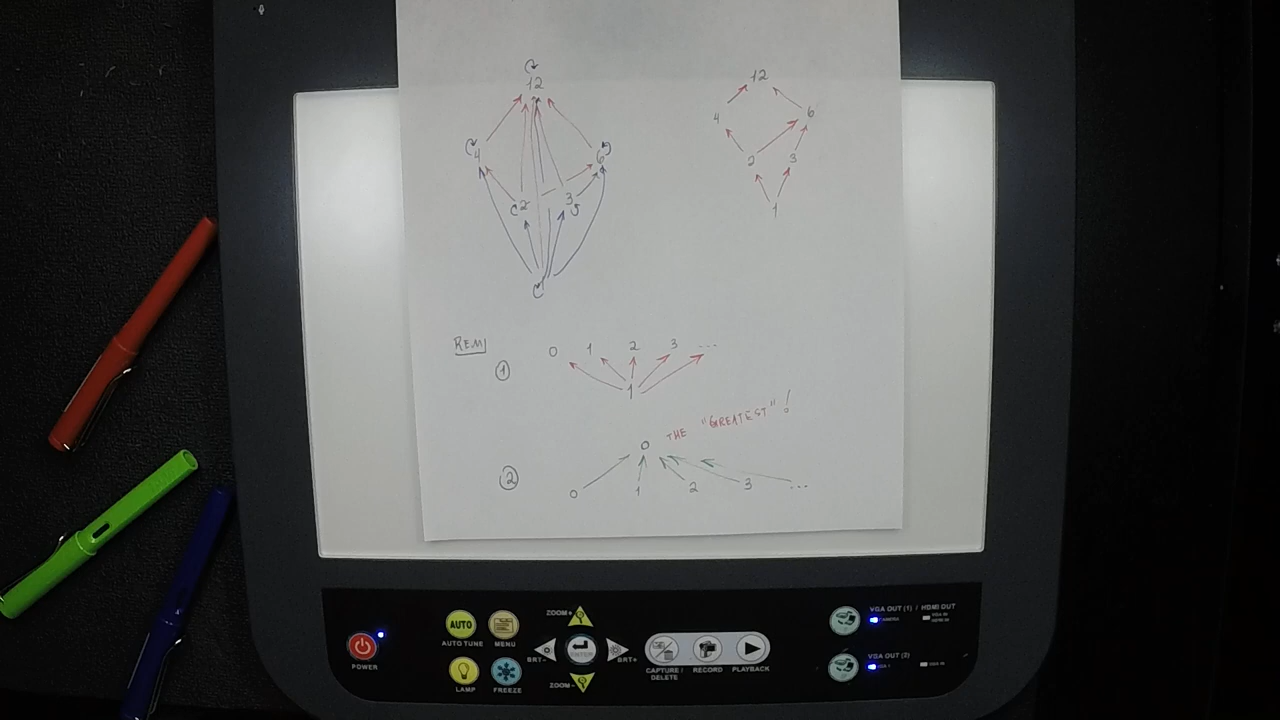 12
4 6
2 3
12
4 6
2 3
1
REM
① 0 1 2 3 ...
1
THE "GREATEST"!
0
② 0 1 2 3 ...
POWER
AUTO
AUTO TUNE
MENU
LAMP
FREEZE
ZOOM+
BRT-
ENTER
BRT+
ZOOM-
CAPTURE / DELETE
RECORD
PLAYBACK
VGA OUT (1) / HDMI OUT
CAMERA
VGA OUT (2)